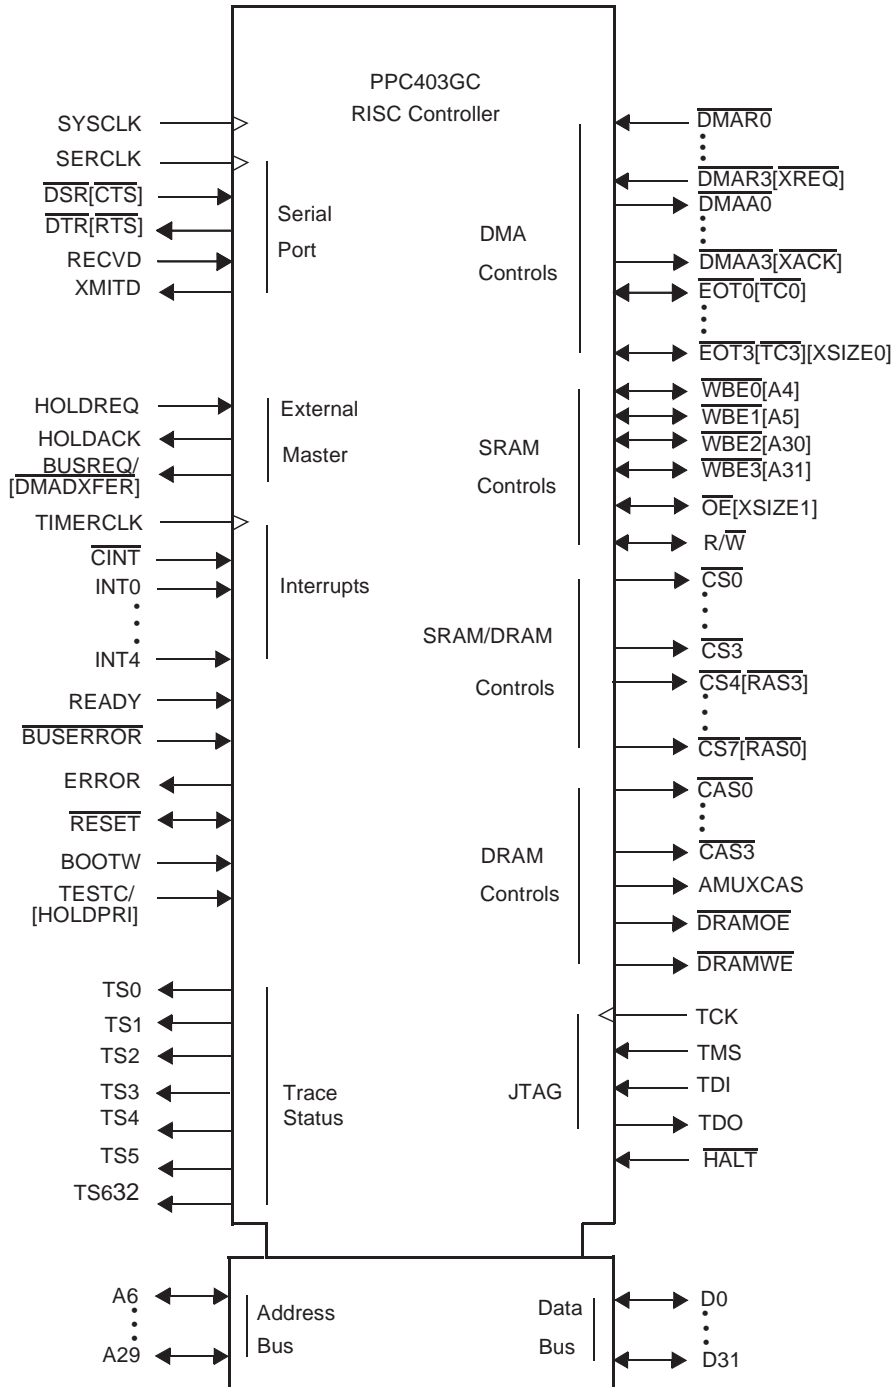 PPC403GC
RISC Controller
SYSCLK
SERCLK
DSR[CTS]
DTR[RTS]
RECVD
XMITD
Serial
Port
HOLDREQ
HOLDACK
BUSREQ/
[DMADXFER]
External
Master
TIMERCLK
CINT
INT0
INT4
Interrupts
READY
BUSERROR
ERROR
RESET
BOOTW
TESTC/
[HOLDPRI]
TS0
TS1
TS2
TS3
TS4
TS5
TS632
Trace
Status
A6
A29
Address
Bus
DMA
Controls
DMAR0
DMAR3[XREQ]
DMAA0
DMAA3[XACK]
EOT0[TC0]
EOT3[TC3][XSIZE0]
SRAM
Controls
WBE0[A4]
WBE1[A5]
WBE2[A30]
WBE3[A31]
OE[XSIZE1]
R/W
SRAM/DRAM
Controls
CS0
CS3
CS4[RAS3]
CS7[RAS0]
DRAM
Controls
CAS0
CAS3
AMUXCAS
DRAMOE
DRAMWE
JTAG
TCK
TMS
TDI
TDO
HALT
Data
Bus
D0
D31